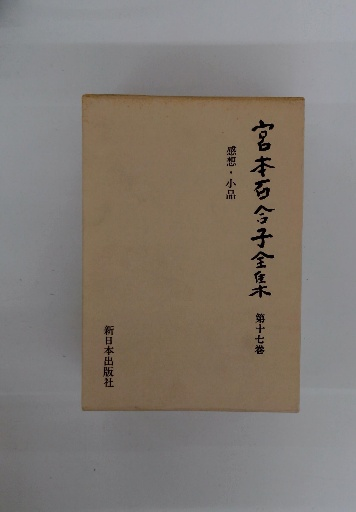 宮本百合子全集 第十七巻
感想・小品
新日本出版社